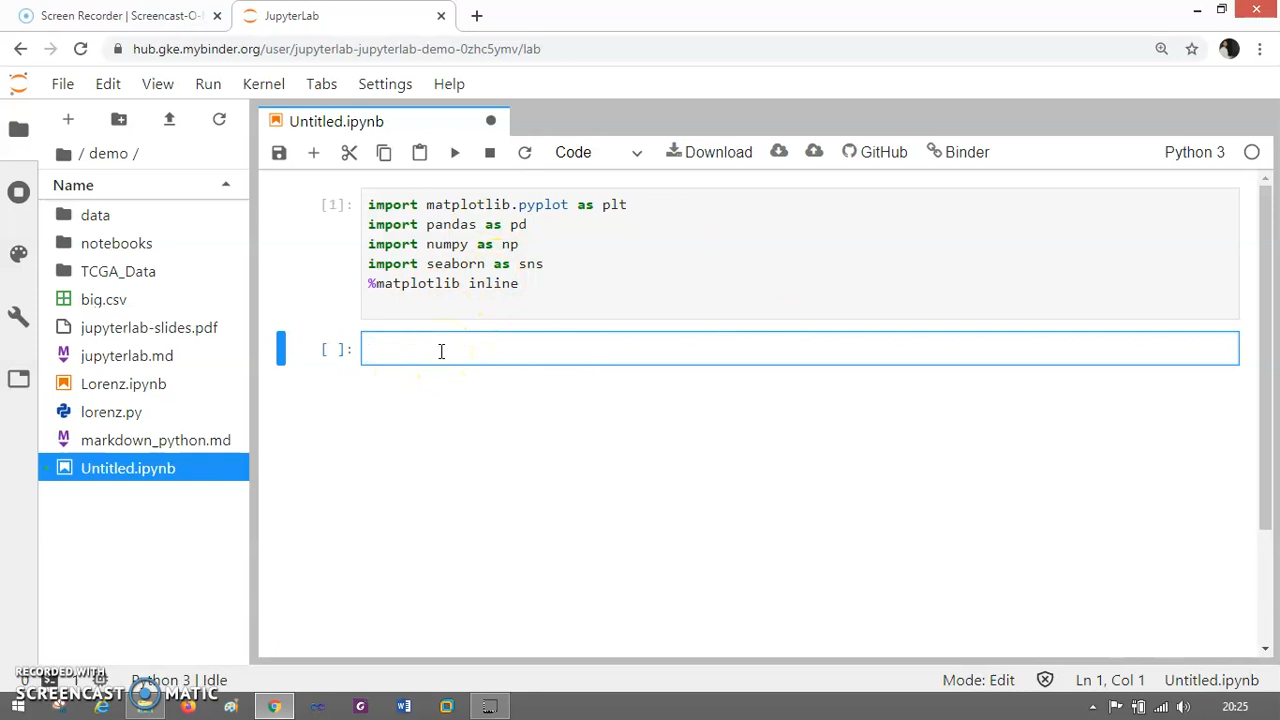 Screen Recorder | Screencast-O-
JupyterLab
hub.gke.mybinder.org/user/jupyterlab-jupyterlab-demo-0zhc5ymv/lab
File Edit View Run Kernel Tabs Settings Help
Untitled.ipynb
Code Download GitHub Binder Python 3
/ demo /
Name
data
notebooks
TCGA_Data
big.csv
jupyterlab-slides.pdf
jupyterlab.md
Lorenz.ipynb
lorenz.py
markdown_python.md
Untitled.ipynb
[1]:
import matplotlib.pyplot as plt
import pandas as pd
import numpy as np
import seaborn as sns
%matplotlib inline
[ ]:
0 1 Python 3 | Idle
Mode: Edit Ln 1, Col 1 Untitled.ipynb
RECORDED WITH
SCREENCAST MATIC
20:25